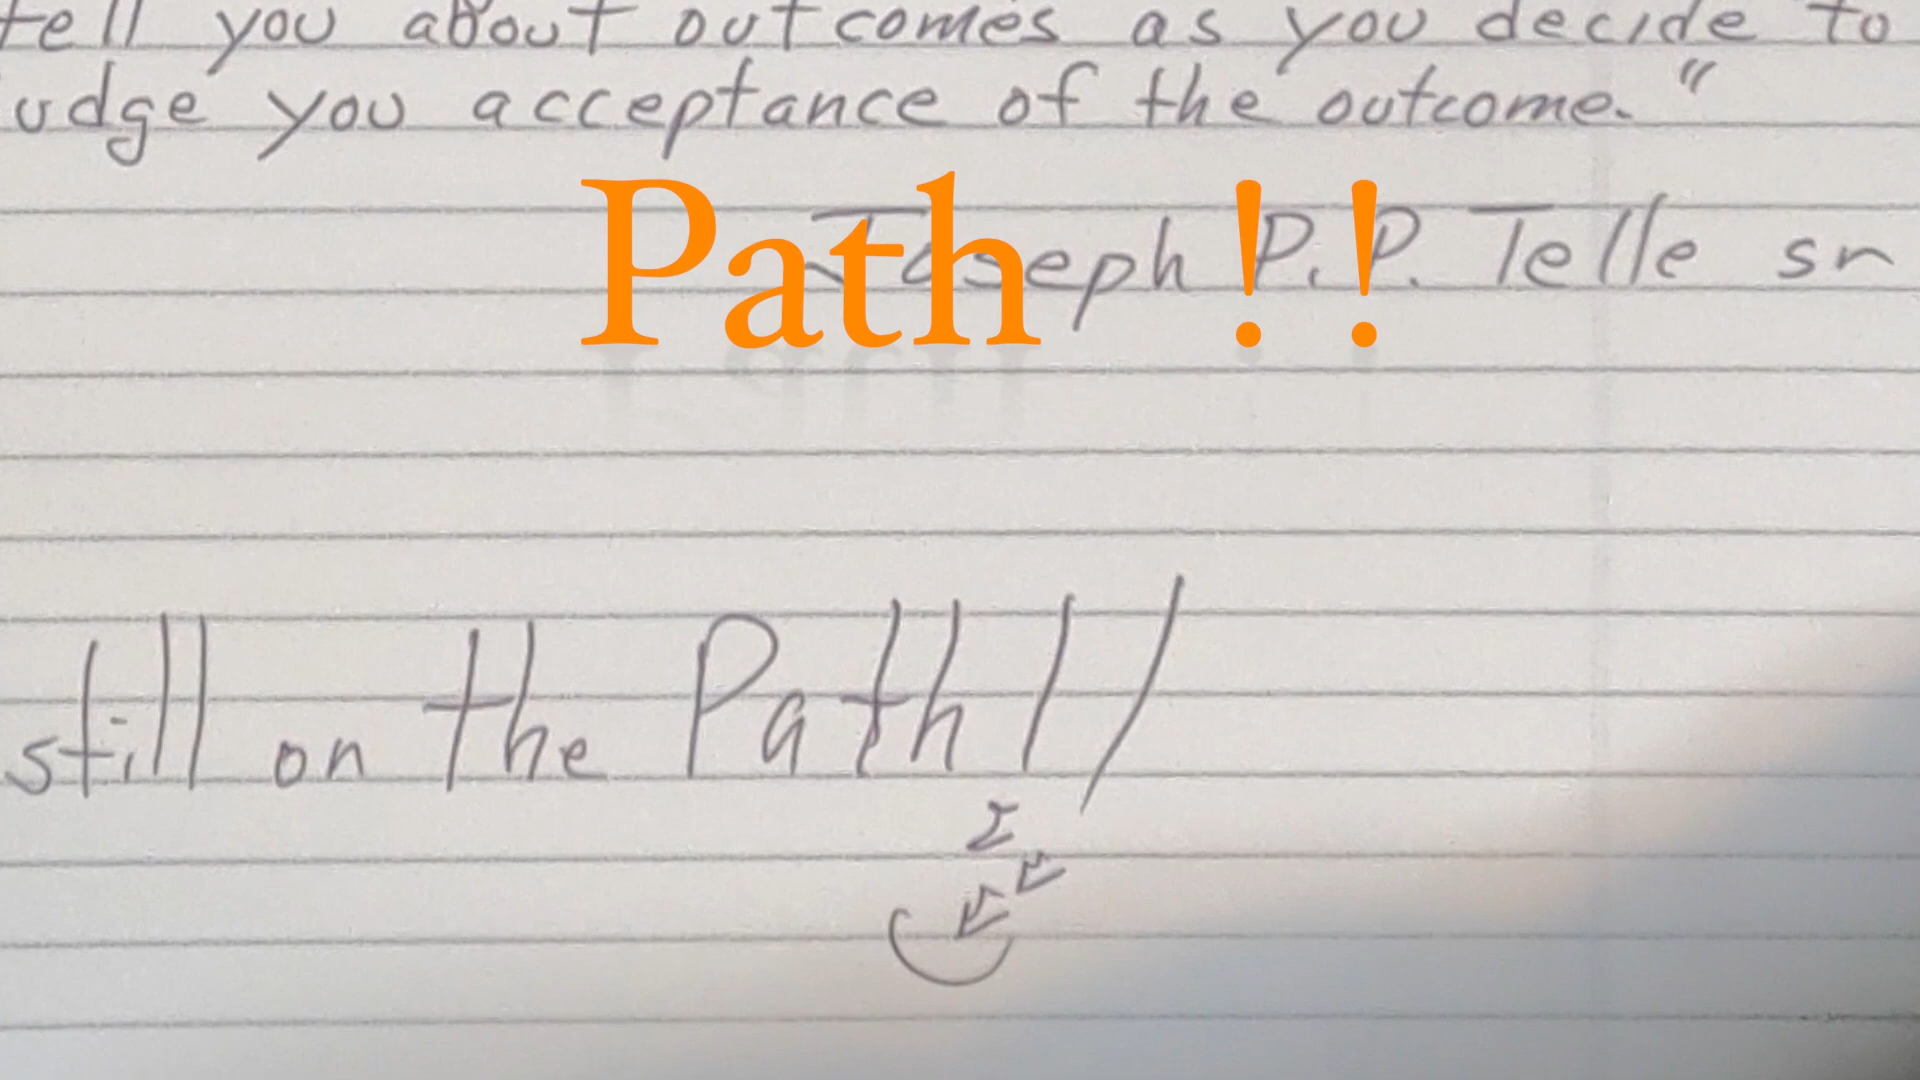 tell you about outcomes as you decide to
udge you acceptance of the outcome."
Path !!
Joseph P.P. Telle sr
still on the Path!!